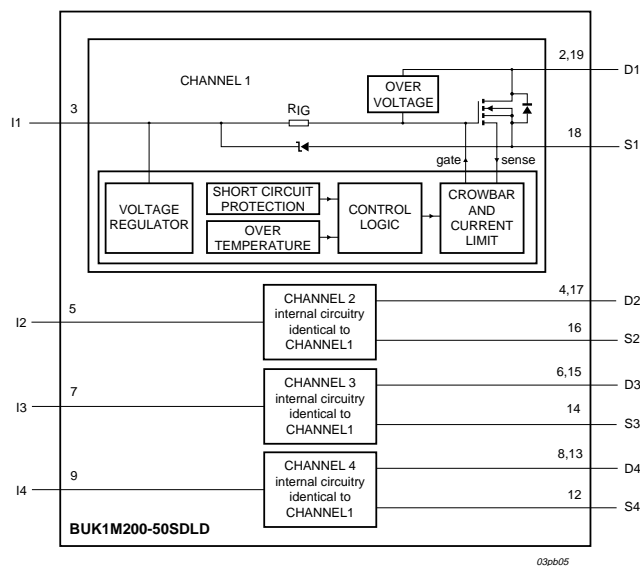 2,19
D1
CHANNEL 1
OVER
VOLTAGE
3
RIG
I1
18
S1
gate
sense
VOLTAGE
REGULATOR
SHORT CIRCUIT
PROTECTION
OVER
TEMPERATURE
CONTROL
LOGIC
CROWBAR
AND
CURRENT
LIMIT
4,17
D2
5
I2
CHANNEL 2
internal circuitry
identical to
CHANNEL1
16
S2
6,15
D3
7
I3
CHANNEL 3
internal circuitry
identical to
CHANNEL1
14
S3
8,13
D4
9
I4
CHANNEL 4
internal circuitry
identical to
CHANNEL1
12
S4
BUK1M200-50SDLD
03pb05